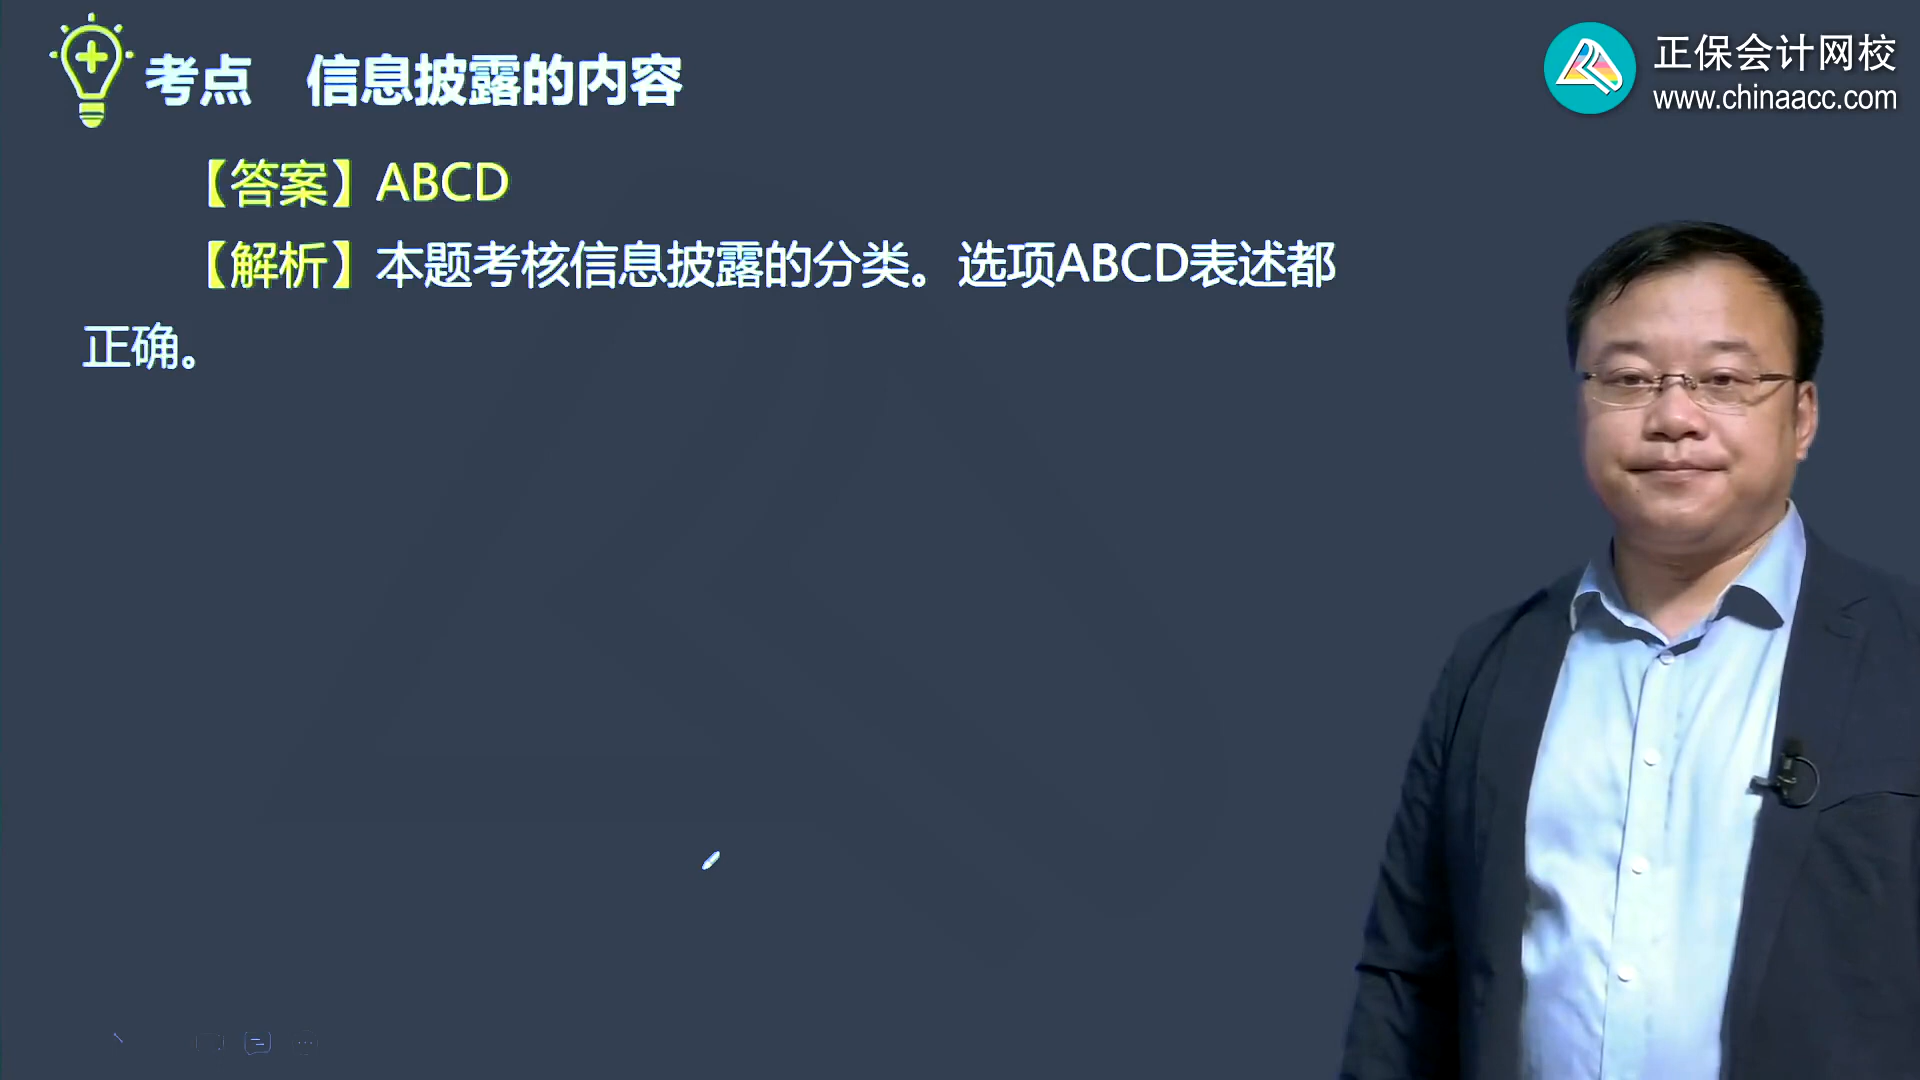 考点　信息披露的内容
正保会计网校
www.chinaacc.com
【答案】ABCD
【解析】本题考核信息披露的分类。选项ABCD表述都
正确。